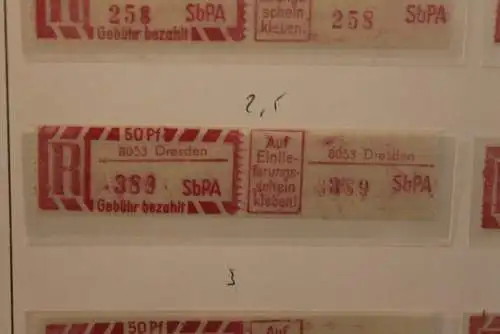 258 SbPA
Gebühr bezahlt
schein
kleben!
258 SbPA
2,5
50 Pf
8053 Dresden
R 389 SbPA
Gebühr bezahlt
Auf
Einlie-
ferungs-
schein
kleben!
8053 Dresden
389 SbPA
3
50 Pf
Auf